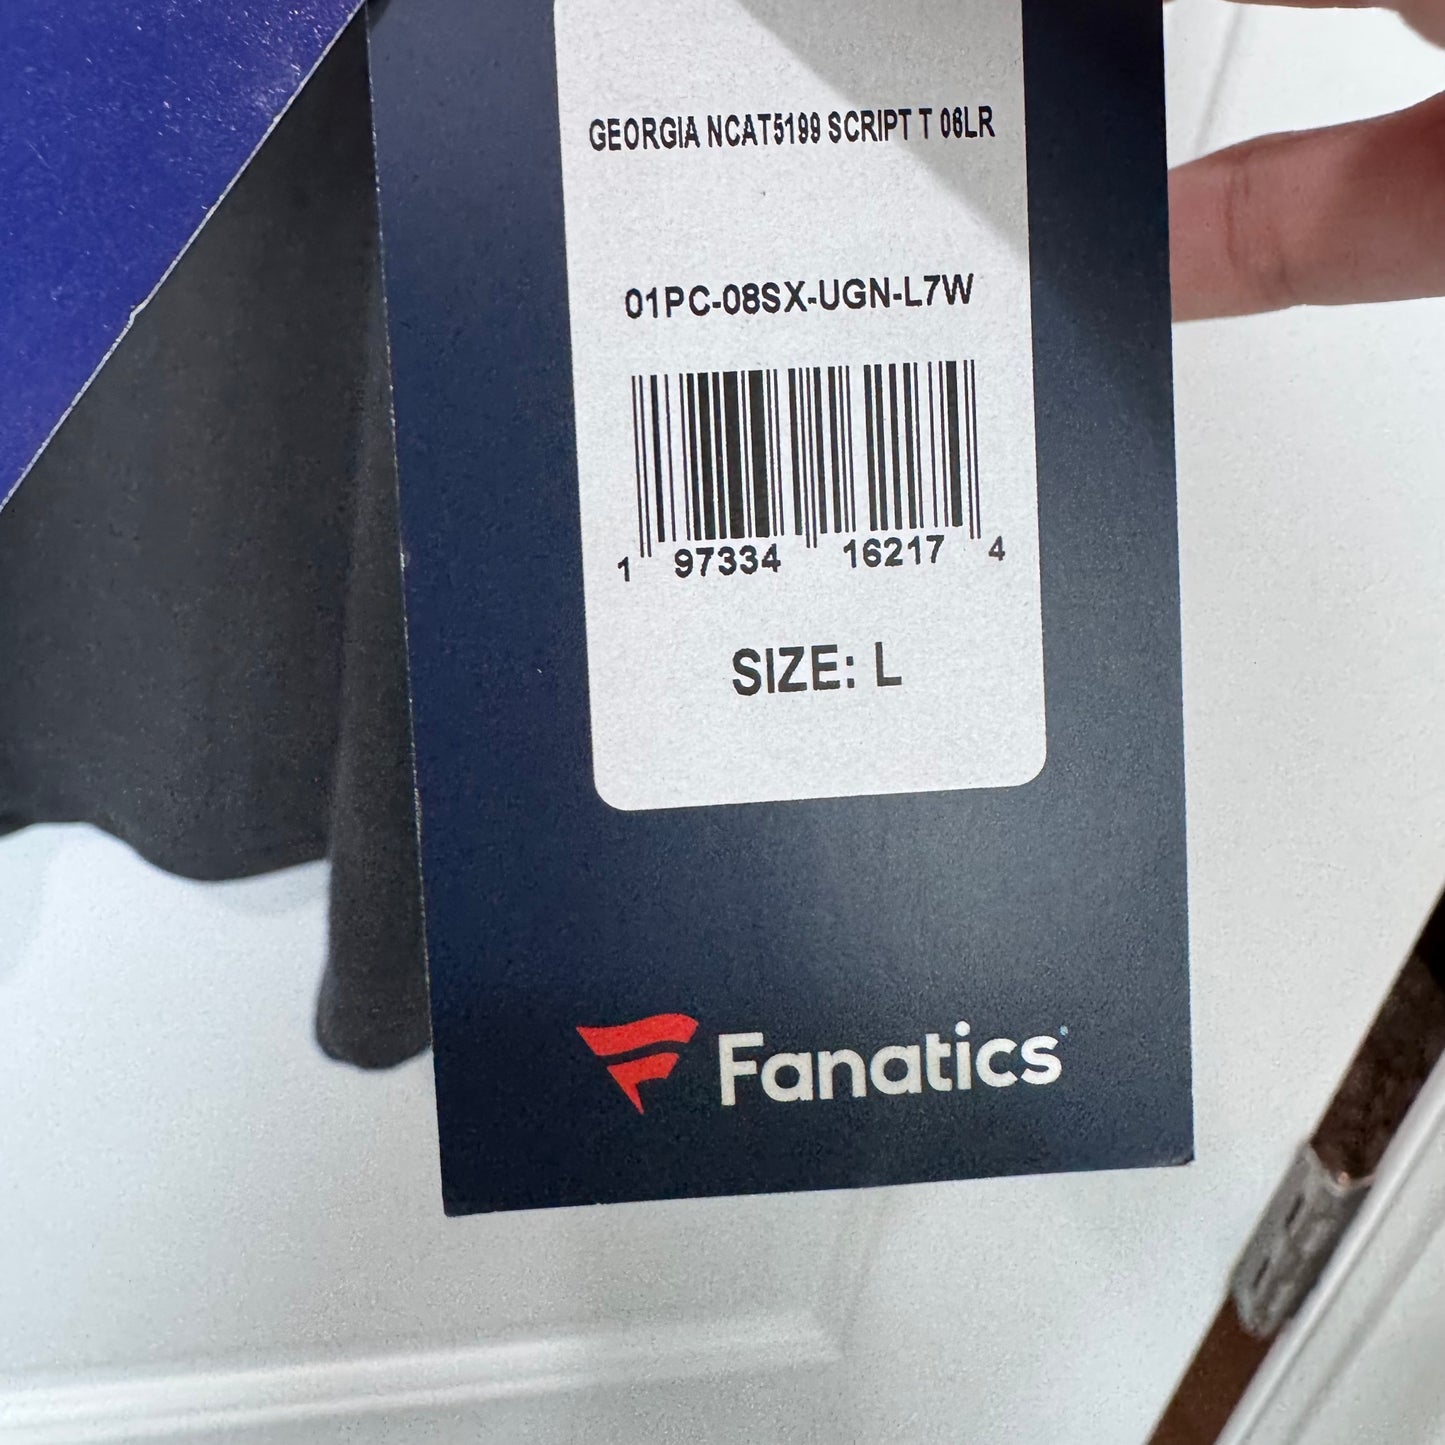 GEORGIA NCAT5199 SCRIPT T 06LR
01PC-08SX-UGN-L7W
1 97334 16217 4
SIZE: L
Fanatics